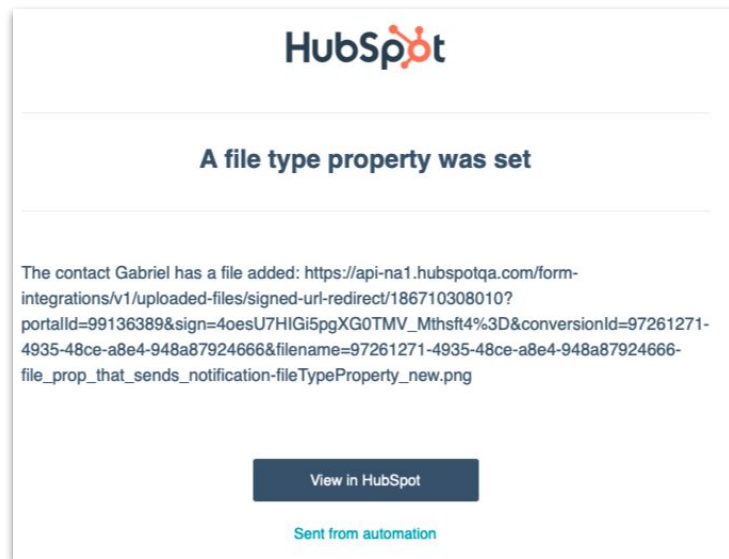 HubSpot
A file type property was set
The contact Gabriel has a file added: https://api-na1.hubspotqa.com/form-
integrations/v1/uploaded-files/signed-url-redirect/186710308010?
portalId=99136389&sign=4oesU7HIGi5pgXG0TMV_Mthsft4%3D&conversionId=97261271-
4935-48ce-a8e4-948a87924666&filename=97261271-4935-48ce-a8e4-948a87924666-
file_prop_that_sends_notification-fileTypeProperty_new.png
View in HubSpot
Sent from automation